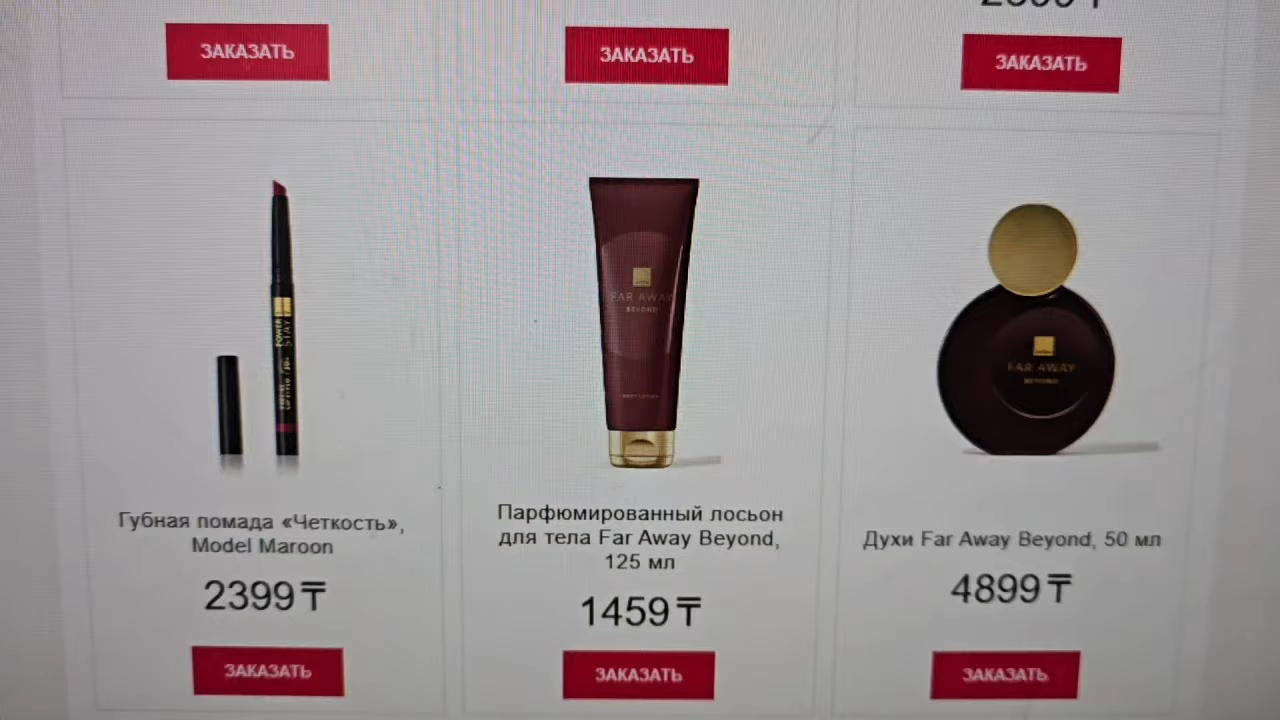 ЗАКАЗАТЬ
ЗАКАЗАТЬ
ЗАКАЗАТЬ
POWER
STAY
FAR AWAY
BEYOND
FAR AWAY
BEYOND
Губная помада «Четкость»,
Model Maroon
2399 ₸
ЗАКАЗАТЬ
Парфюмированный лосьон
для тела Far Away Beyond,
125 мл
1459 ₸
ЗАКАЗАТЬ
Духи Far Away Beyond, 50 мл
4899 ₸
ЗАКАЗАТЬ